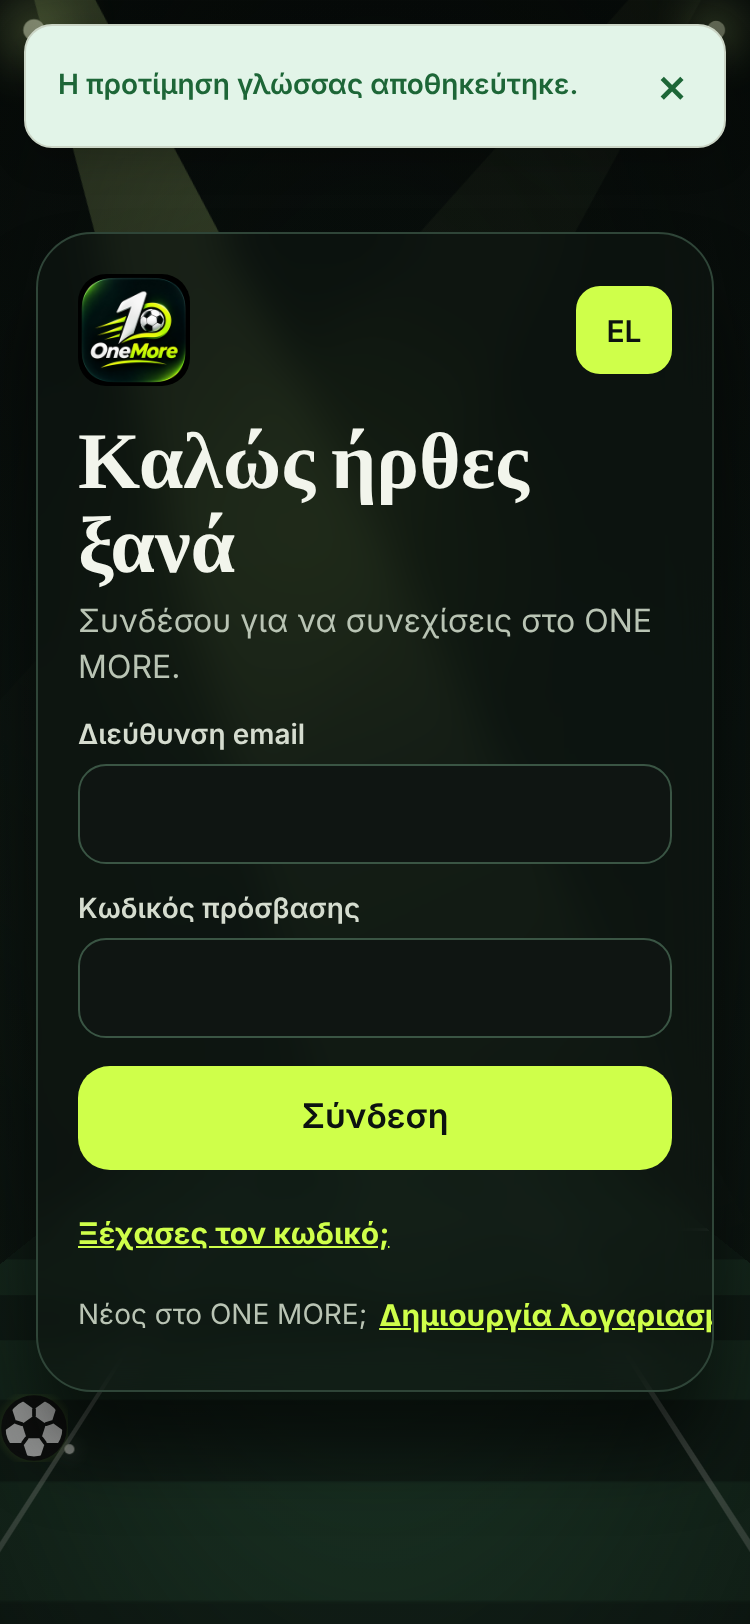 Η προτίμηση γλώσσας αποθηκεύτηκε. ×
OneMore
EL
Καλώς ήρθες
ξανά
Συνδέσου για να συνεχίσεις στο ONE
MORE.
Διεύθυνση email
Κωδικός πρόσβασης
Σύνδεση
Ξέχασες τον κωδικό;
Νέος στο ONE MORE; Δημιουργία